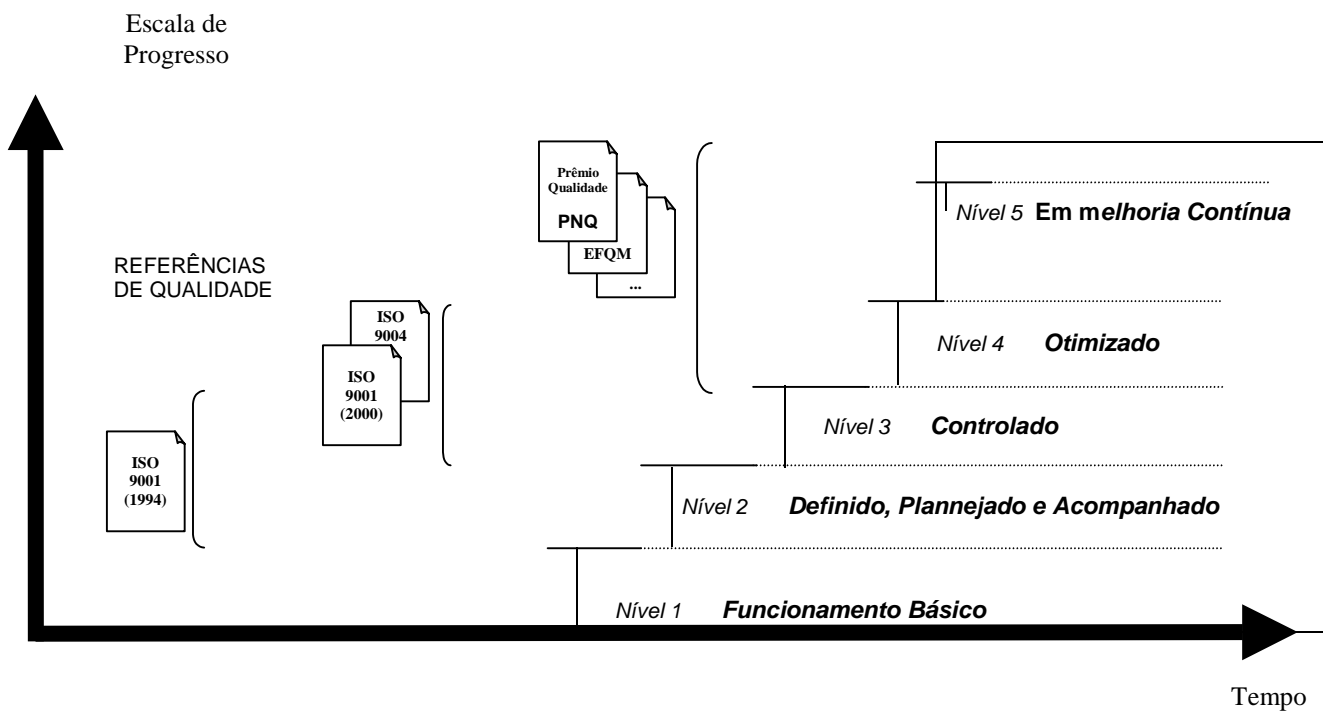 Escala de
Progresso
Prêmio
Qualidade
PNQ
EFQM
...
Nível 5 Em melhoria Contínua
REFERÊNCIAS
DE QUALIDADE
ISO
9004
ISO
9001
(2000)
Nível 4 Otimizado
Nível 3 Controlado
ISO
9001
(1994)
Nível 2 Definido, Plannejado e Acompanhado
Nível 1 Funcionamento Básico
Tempo